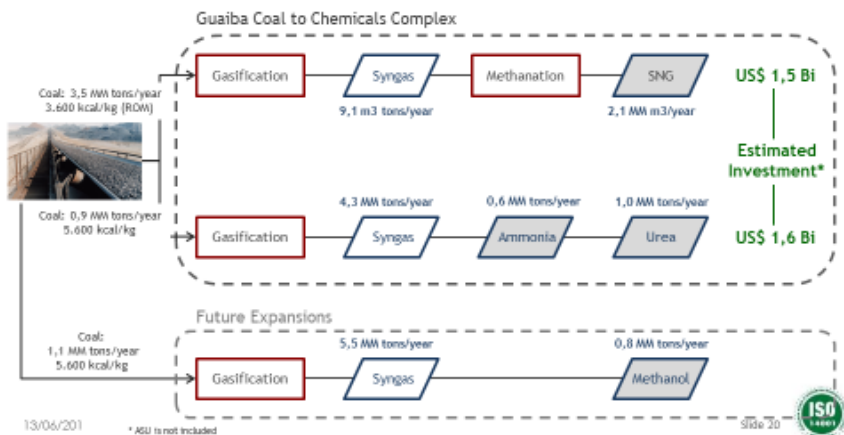 Guaiba Coal to Chemicals Complex
Coal: 3,5 MM tons/year
3.600 kcal/kg (ROM)
Gasification
Syngas
Methanation
SNG
US$ 1,5 Bi
9,1 m3 tons/year
2,1 MM m3/year
Estimated
Investment*
Coal: 0,9 MM tons/year
5.600 kcal/kg
4,3 MM tons/year
0,6 MM tons/year
1,0 MM tons/year
Gasification
Syngas
Ammonia
Urea
US$ 1,6 Bi
Future Expansions
Coal:
1,1 MM tons/year
5.600 kcal/kg
5,5 MM tons/year
0,8 MM tons/year
Gasification
Syngas
Methanol
13/06/201
* ASU is not included
Slide 20
ISO
14001